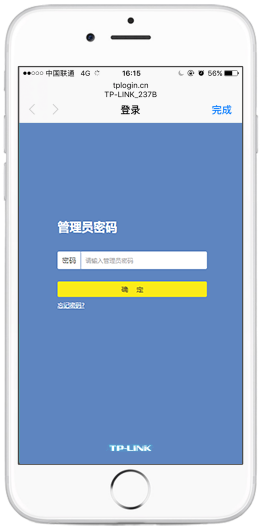 中国联通 4G 16:15 56%
tplogin.cn
TP-LINK_237B
登录 完成
管理员密码
密码 请输入管理员密码
确 定
忘记密码?
TP-LINK